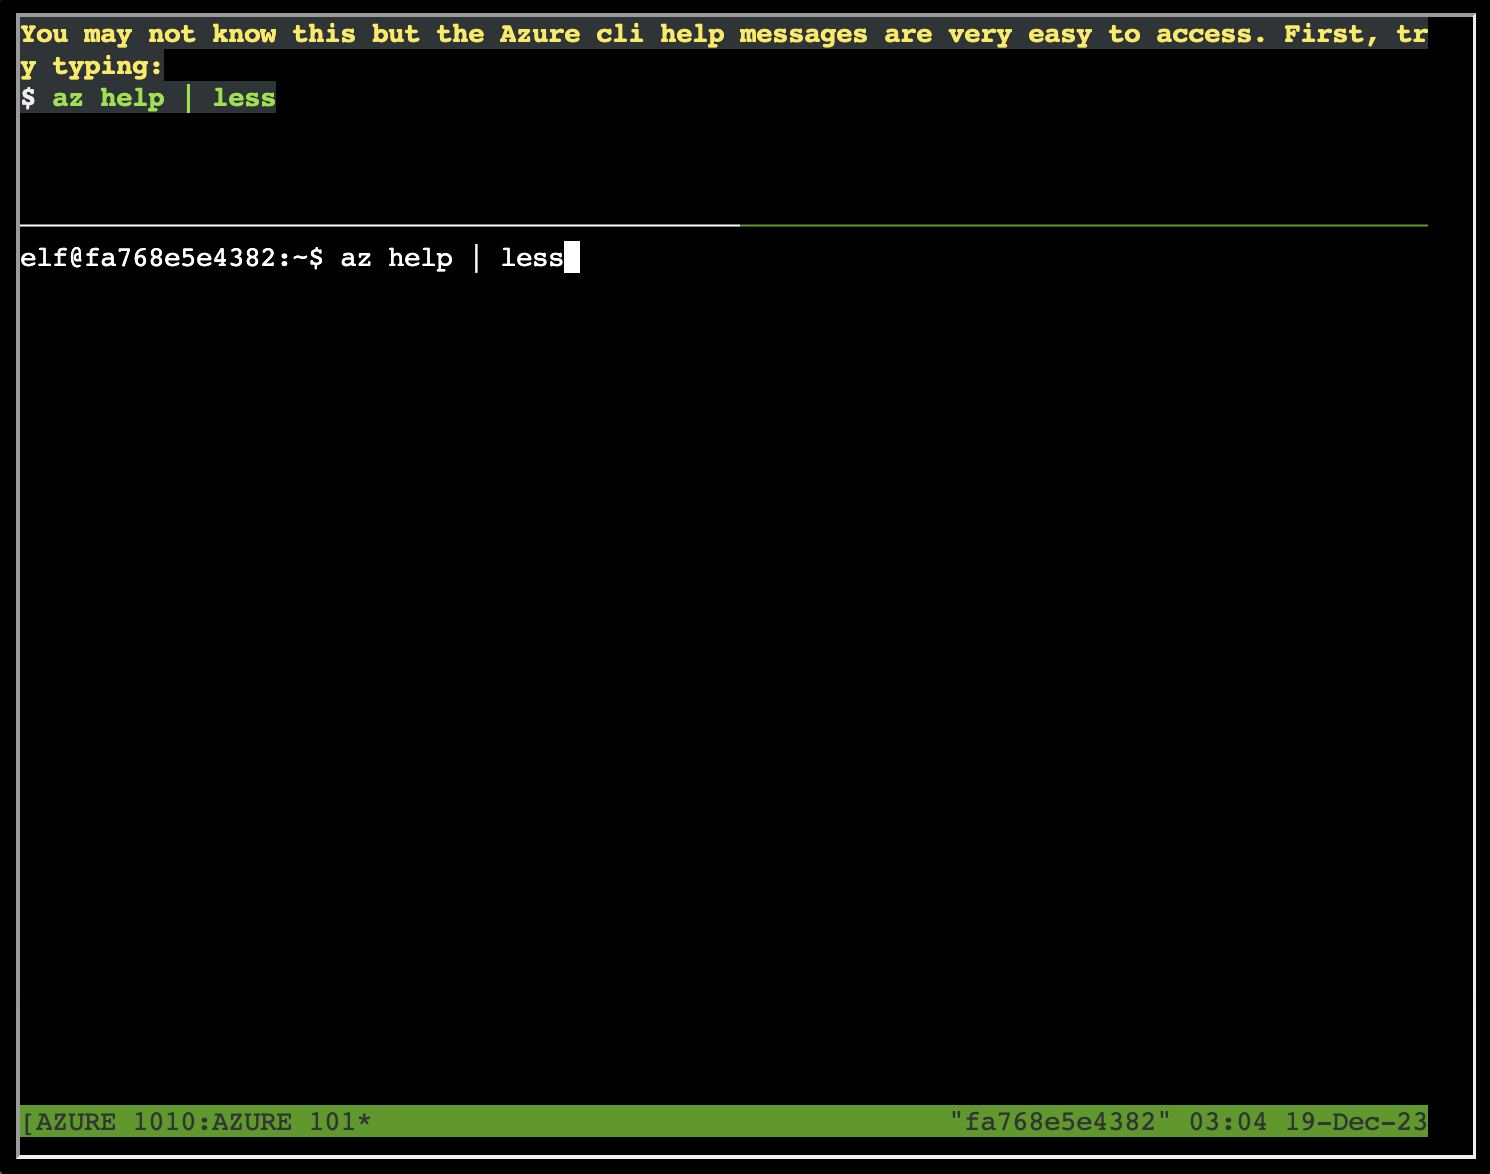 You may not know this but the Azure cli help messages are very easy to access. First, tr
y typing:
$ az help | less
elf@fa768e5e4382:~$ az help | less
[AZURE 1010:AZURE 101* "fa768e5e4382" 03:04 19-Dec-23